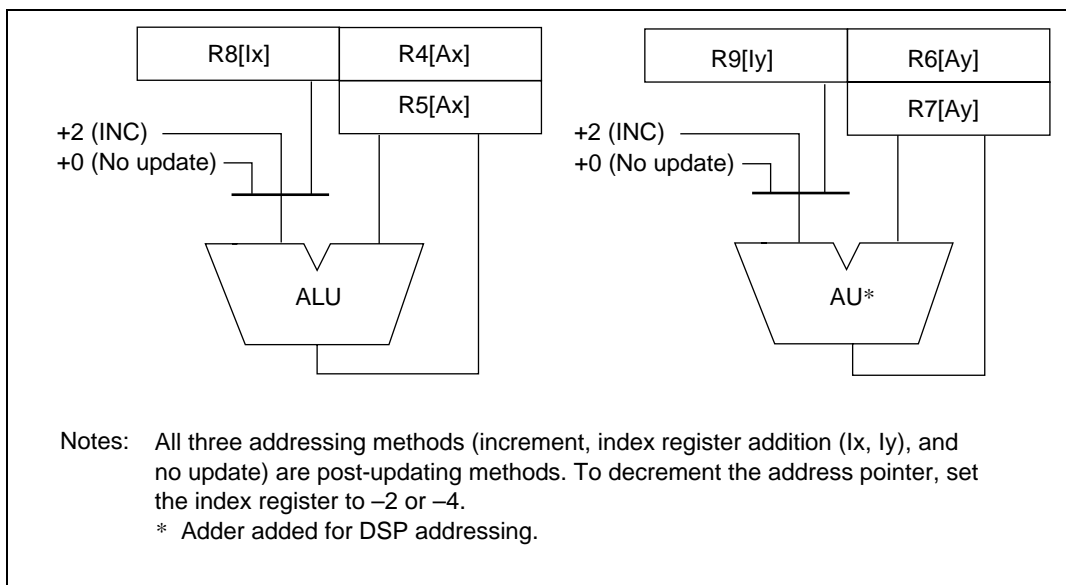 R8[Ix]
R4[Ax]
R5[Ax]
+2 (INC)
+0 (No update)
ALU
R9[Iy]
R6[Ay]
R7[Ay]
+2 (INC)
+0 (No update)
AU*
Notes: All three addressing methods (increment, index register addition (Ix, Iy), and
no update) are post-updating methods. To decrement the address pointer, set
the index register to –2 or –4.
* Adder added for DSP addressing.